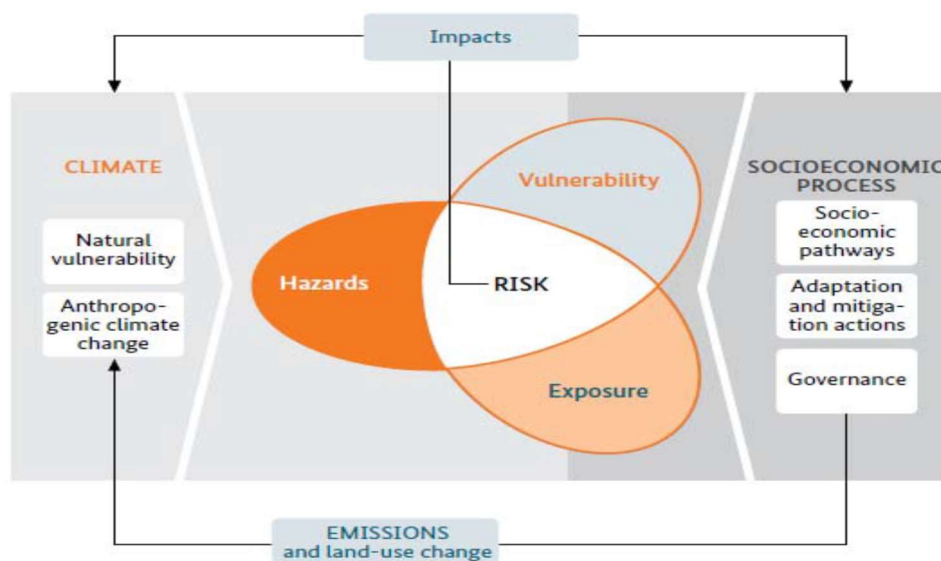 Impacts
CLIMATE
Natural
vulnerability
Anthropo-
genic climate
change
Hazards
Vulnerability
RISK
Exposure
SOCIOECONOMIC
PROCESS
Socio-
economic
pathways
Adaptation
and mitiga-
tion actions
Governance
EMISSIONS
and land-use change